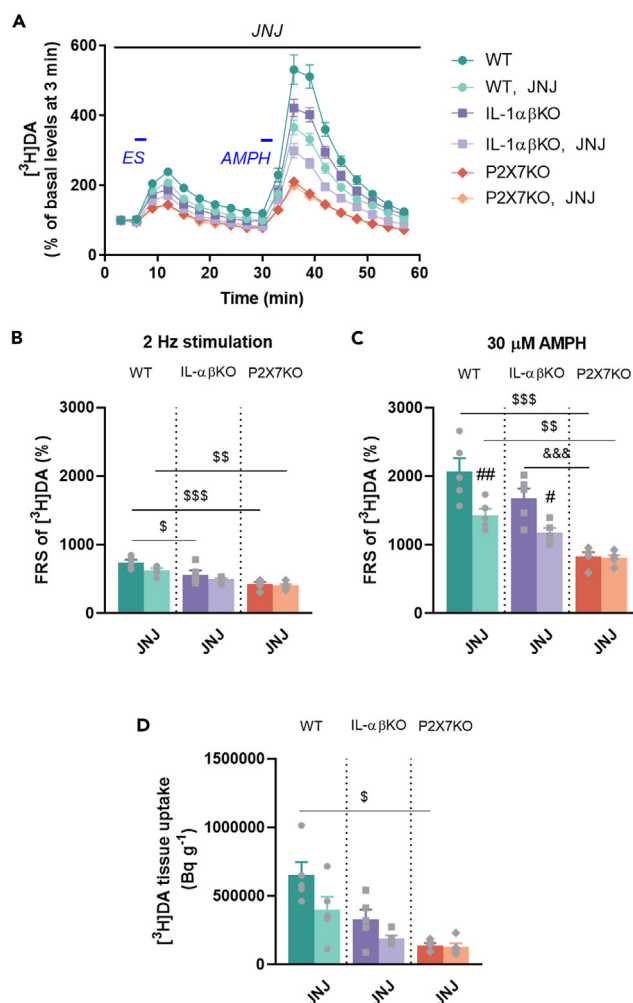 A
JNJ
[³H]DA
(% of basal levels at 3 min)
600
400
200
0
0 10 20 30 40 50 60
Time (min)
ES
AMPH
WT
WT, JNJ
IL-1αβKO
IL-1αβKO, JNJ
P2X7KO
P2X7KO, JNJ
B
2 Hz stimulation
WT IL-αβKO P2X7KO
FRS of [³H]DA (%)
3000
2000
1000
0
$$
$$$
$
JNJ JNJ JNJ
C
30 μM AMPH
WT IL-αβKO P2X7KO
FRS of [³H]DA (%)
3000
2000
1000
0
$$$
$$
&&&
##
#
JNJ JNJ JNJ
D
WT IL-αβKO P2X7KO
[³H]DA tissue uptake
(Bq g⁻¹)
1500000
1000000
500000
0
$
JNJ JNJ JNJ